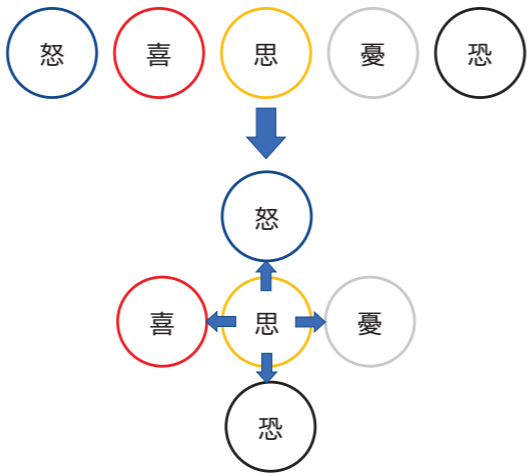 怒 喜 思 憂 恐
怒
喜 思 憂
恐